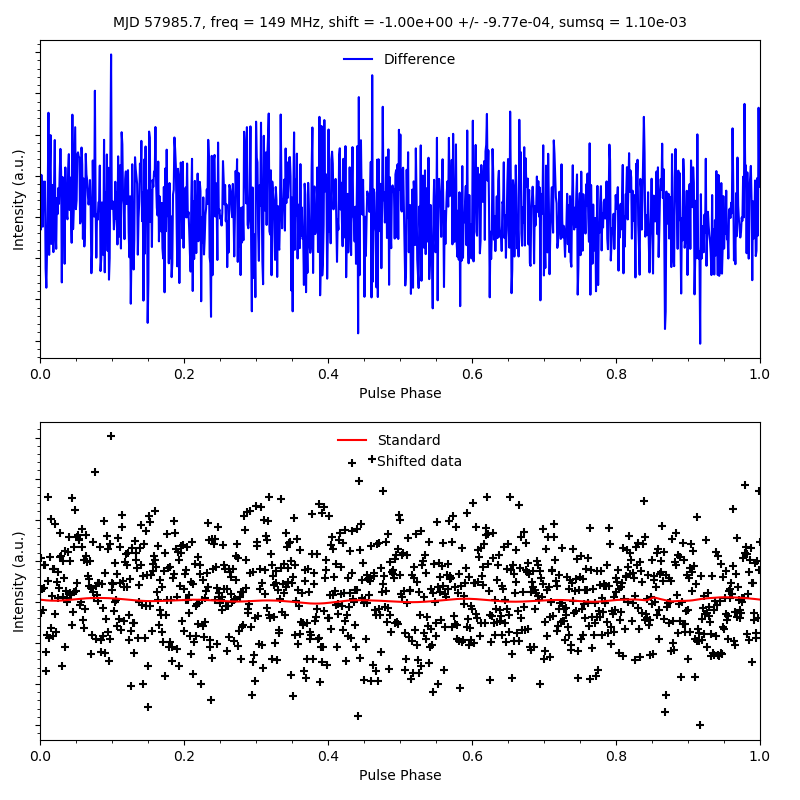 MJD 57985.7, freq = 149 MHz, shift = -1.00e+00 +/- -9.77e-04, sumsq = 1.10e-03
Difference
Intensity (a.u.)
0.0 0.2 0.4 0.6 0.8 1.0
Pulse Phase
Standard
Shifted data
Intensity (a.u.)
0.0 0.2 0.4 0.6 0.8 1.0
Pulse Phase